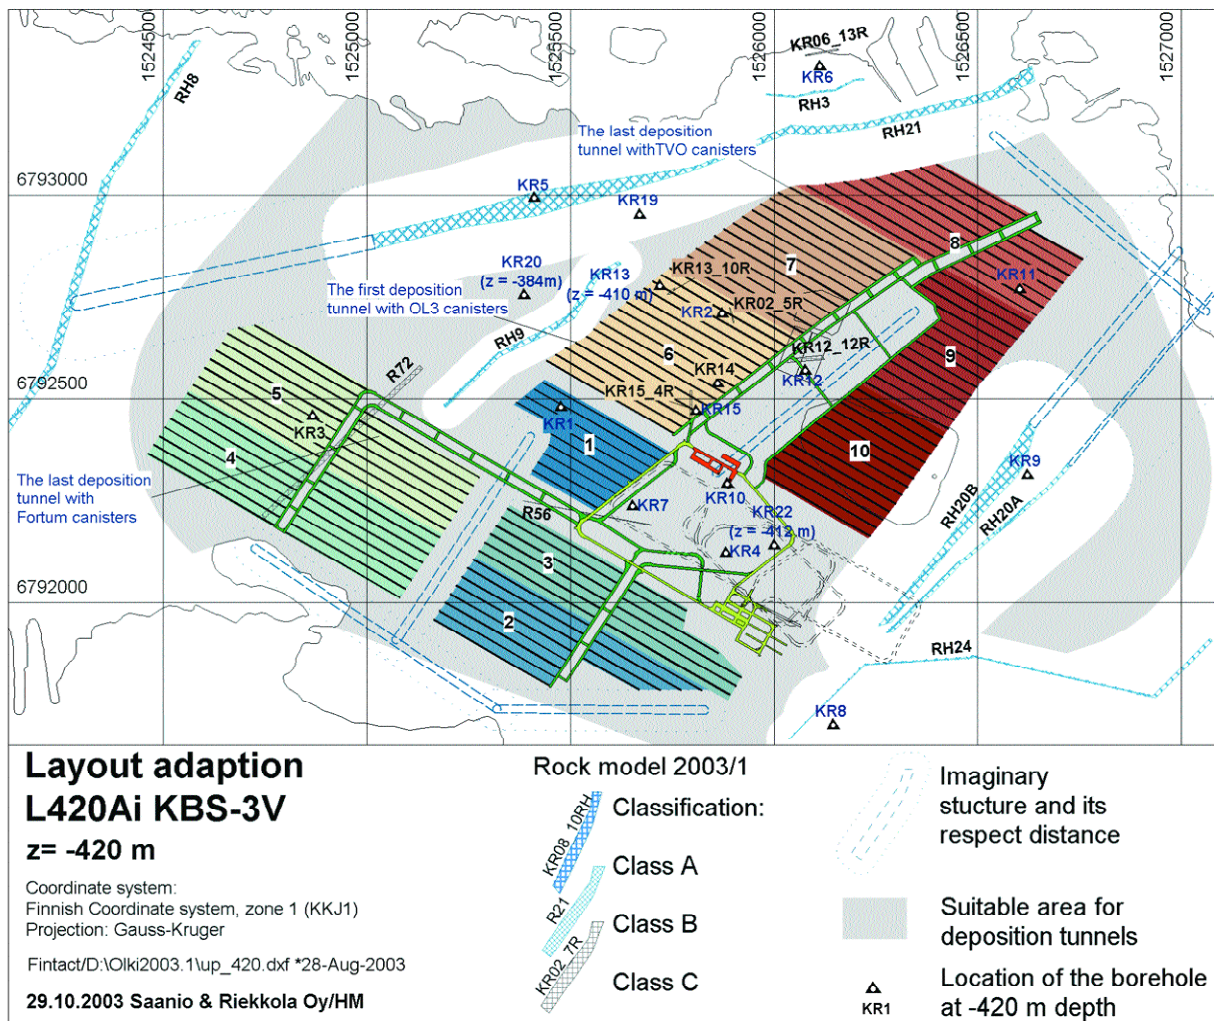 1524500
1525000
1525500
1526000
1526500
1527000
KR06_13R
KR6
RH3
RH8
RH21
The last deposition
tunnel withTVO canisters
6793000
KR5
KR19
8
7
KR20
(z = -384m)
KR13
(z = -410 m)
KR13_10R
KR11
The first deposition
tunnel with OL3 canisters
KR2
KR02_5R
RH9
KR12_12R
6
9
KR14
KR12
R72
KR15_4R
6792500
5
KR15
KR3
KR1
1
4
10
KR9
The last deposition
tunnel with
Fortum canisters
KR10
RH20B
KR7
R56
KR22
(z = -412 m)
RH20A
KR4
3
6792000
2
RH24
KR8
Layout adaption
L420Ai KBS-3V
z= -420 m
Coordinate system:
Finnish Coordinate system, zone 1 (KKJ1)
Projection: Gauss-Kruger
Fintact/D:\Olki2003.1\up_420.dxf *28-Aug-2003
29.10.2003 Saanio & Riekkola Oy/HM
Rock model 2003/1
Classification:
KR08_10RH
Class A
R21
Class B
KR02_7R
Class C
Imaginary
stucture and its
respect distance
Suitable area for
deposition tunnels
Location of the borehole
at -420 m depth
KR1